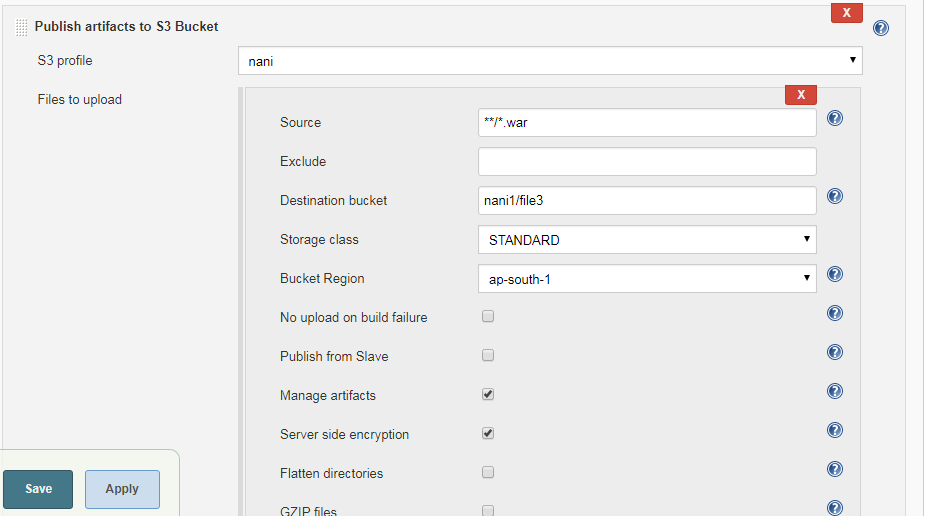 Publish artifacts to S3 Bucket
X
?
S3 profile
nani
Files to upload
X
Source
**/*.war
?
Exclude
Destination bucket
nani1/file3
?
Storage class
STANDARD
Bucket Region
ap-south-1
?
No upload on build failure
?
Publish from Slave
?
Manage artifacts
?
Server side encryption
?
Flatten directories
?
GZIP files
?
Save
Apply